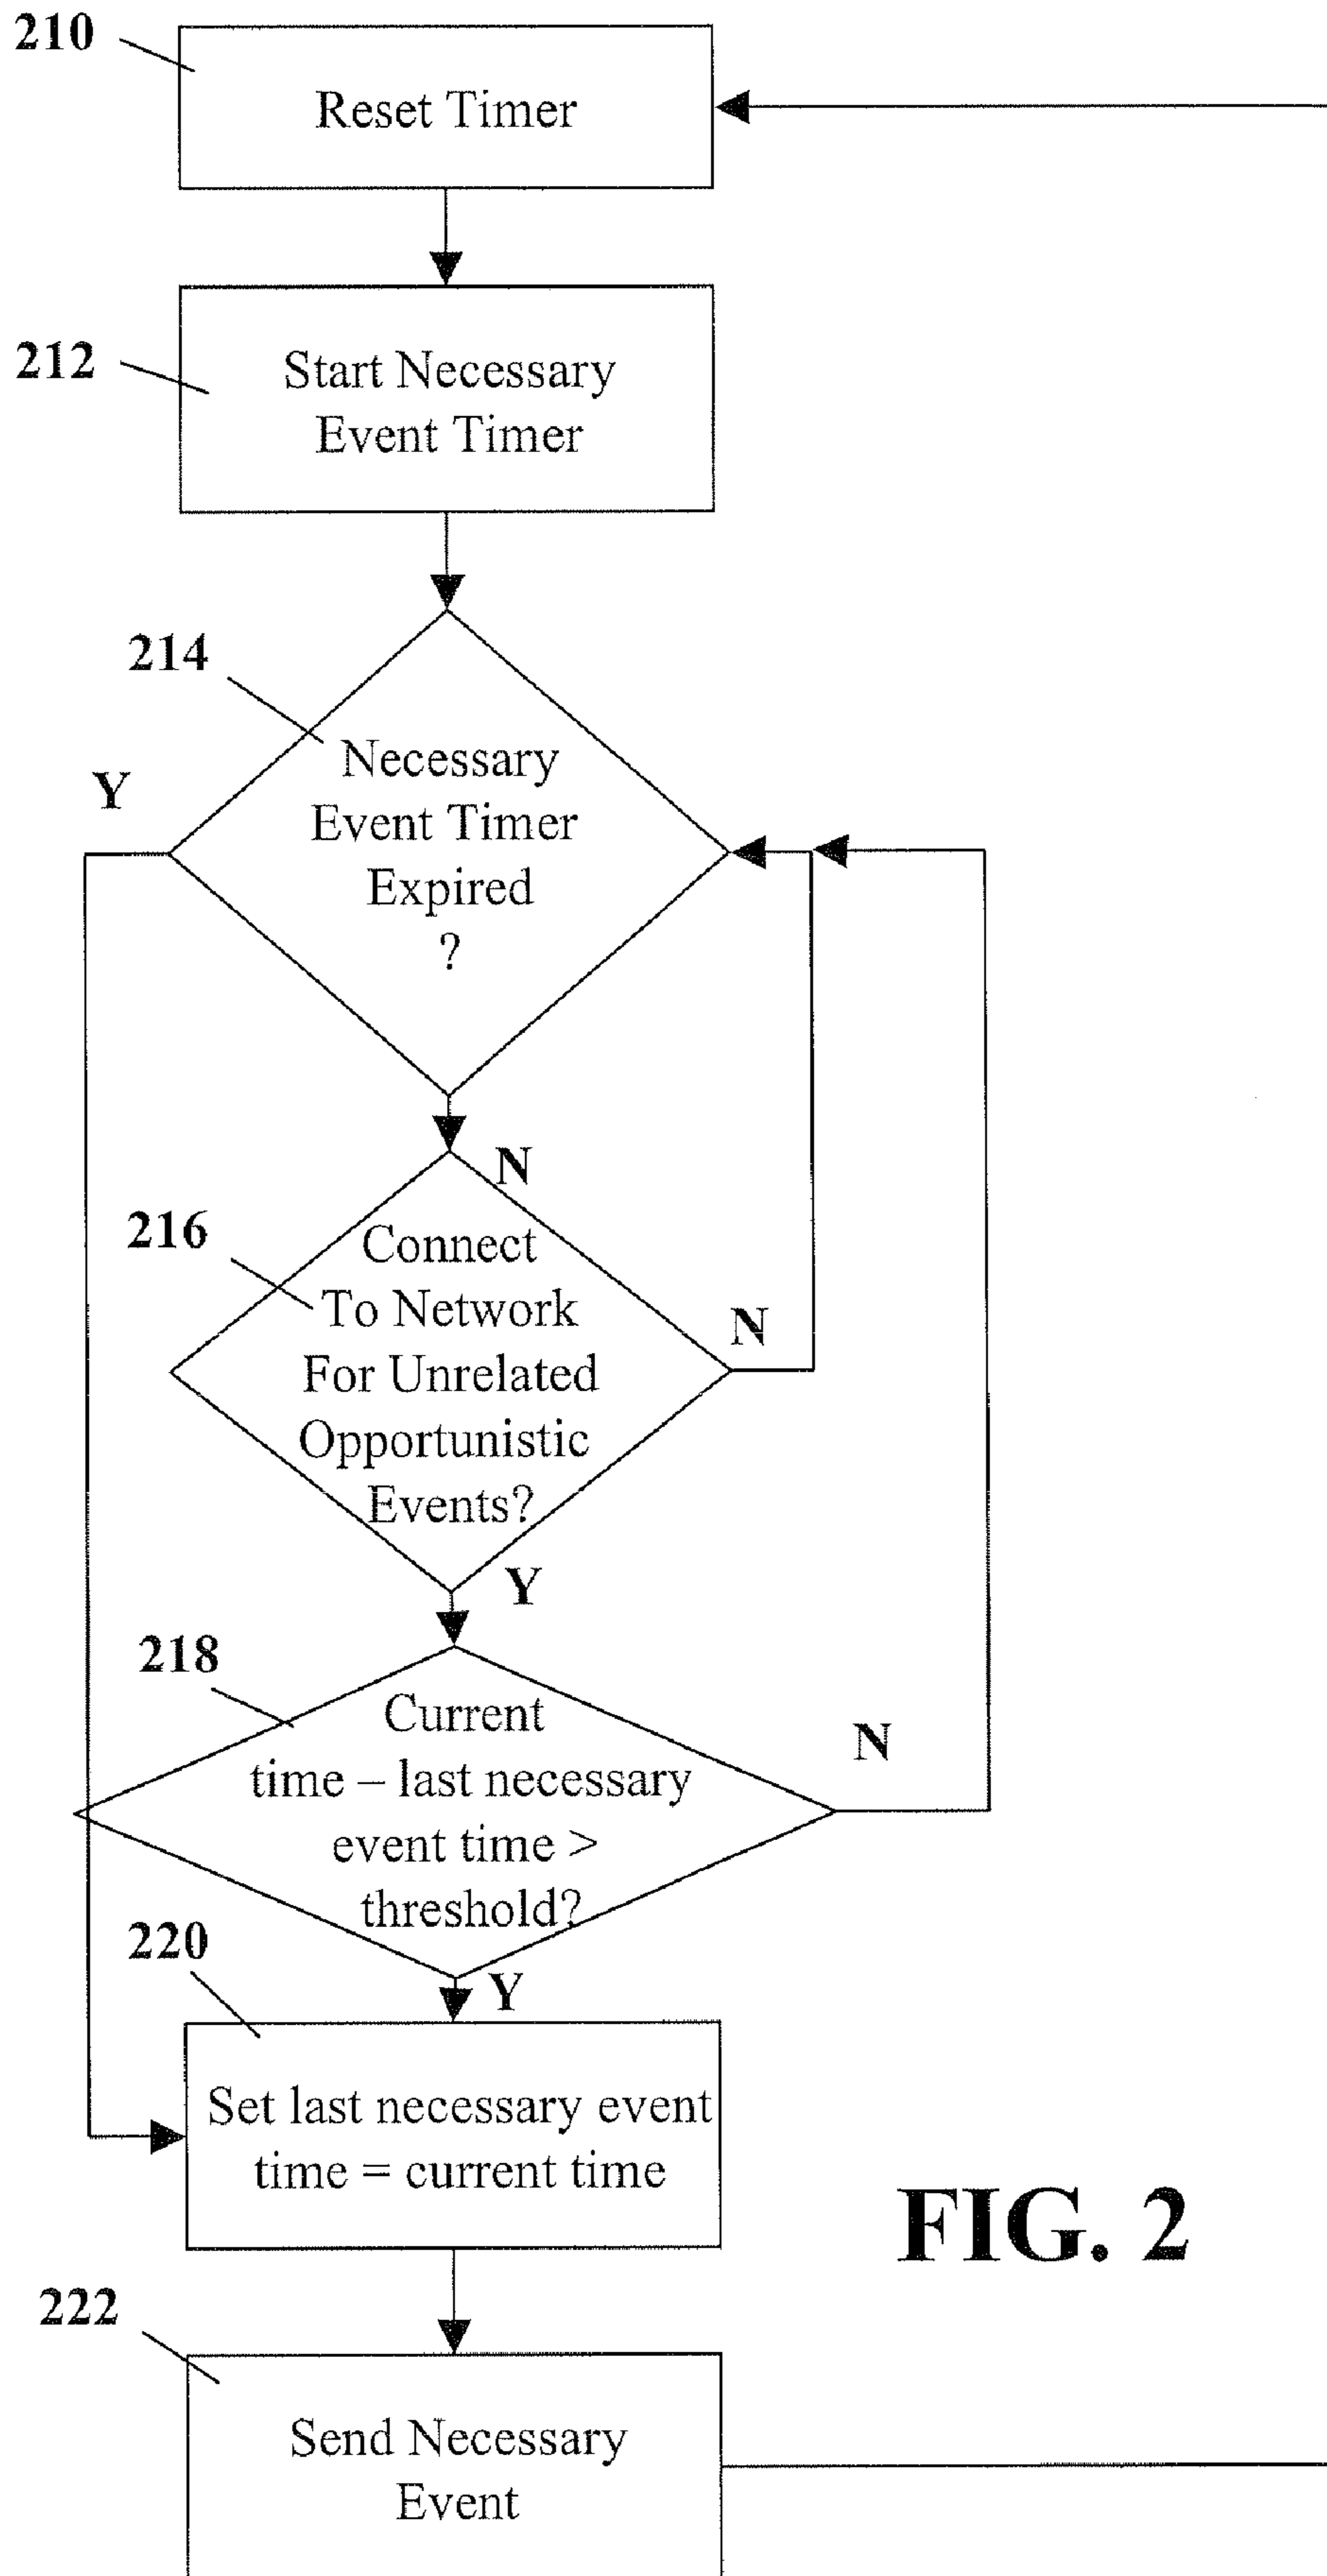 210
Reset Timer
212
Start Necessary
Event Timer
214
Y
Necessary
Event Timer
Expired
?
N
216
Connect
To Network
For Unrelated
Opportunistic
Events?
N
Y
218
Current
time – last necessary
event time >
threshold?
N
220
Y
Set last necessary event
time = current time
FIG. 2
222
Send Necessary
Event